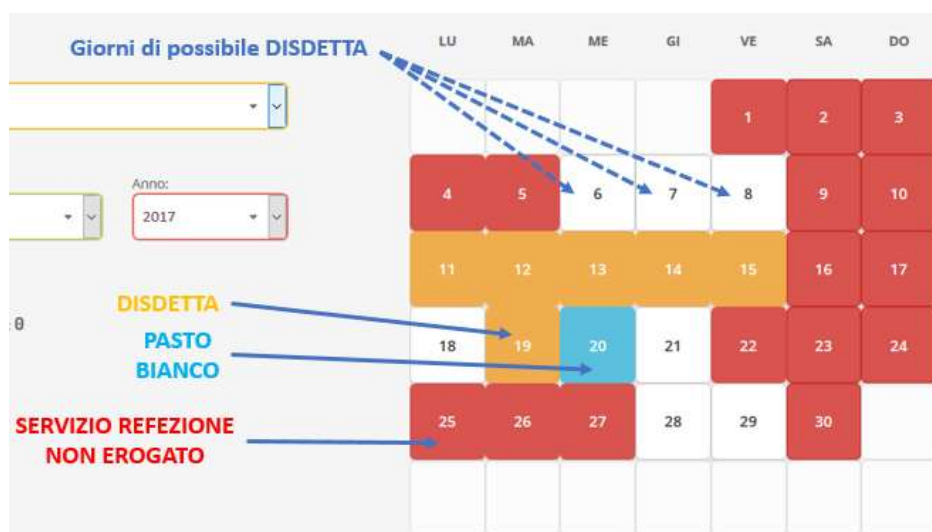 Giorni di possibile DISDETTA
LU MA ME GI VE SA DO
1 2 3
Anno:
4 5 6 7 8 9 10
2017
11 12 13 14 15 16 17
DISDETTA
0
PASTO
BIANCO
18 19 20 21 22 23 24
SERVIZIO REFEZIONE
NON EROGATO
25 26 27 28 29 30